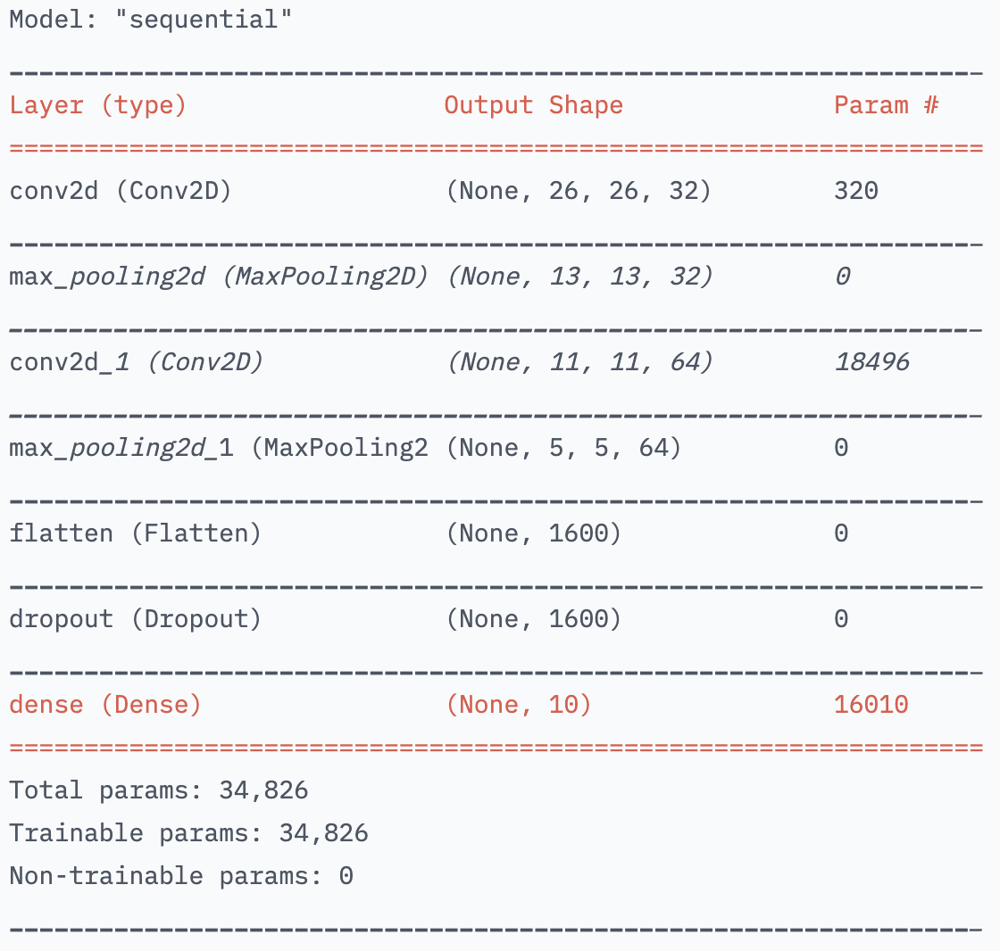 Model: "sequential"
_________________________________________________________________
Layer (type)                 Output Shape              Param #
=================================================================
conv2d (Conv2D)              (None, 26, 26, 32)        320
_________________________________________________________________
max_pooling2d (MaxPooling2D) (None, 13, 13, 32)        0
_________________________________________________________________
conv2d_1 (Conv2D)            (None, 11, 11, 64)        18496
_________________________________________________________________
max_pooling2d_1 (MaxPooling2 (None, 5, 5, 64)          0
_________________________________________________________________
flatten (Flatten)            (None, 1600)              0
_________________________________________________________________
dropout (Dropout)            (None, 1600)              0
_________________________________________________________________
dense (Dense)                (None, 10)                16010
=================================================================
Total params: 34,826
Trainable params: 34,826
Non-trainable params: 0
_________________________________________________________________